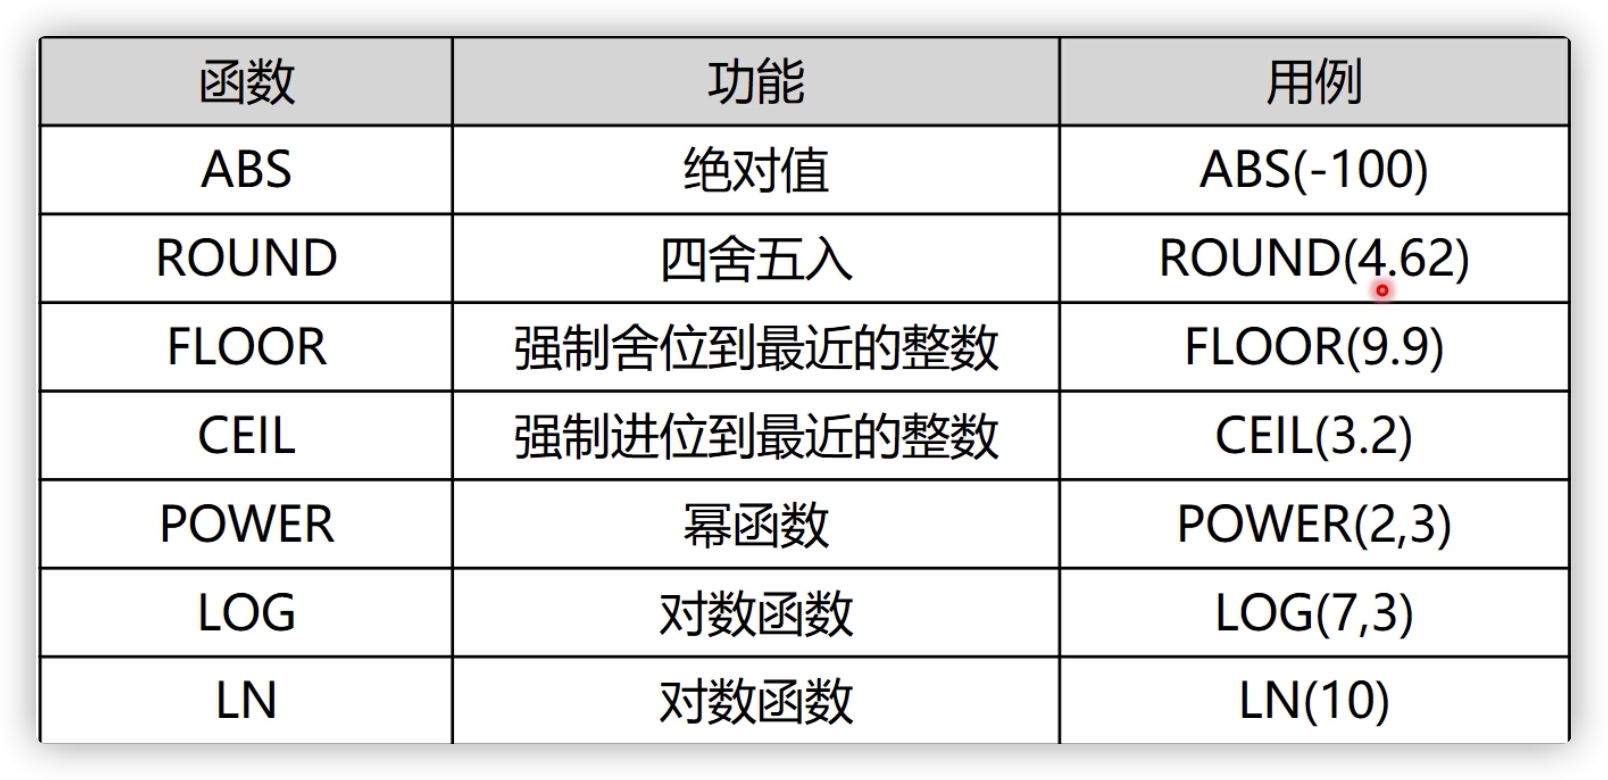 函数 功能 用例
ABS 绝对值 ABS(-100)
ROUND 四舍五入 ROUND(4.62)
FLOOR 强制舍位到最近的整数 FLOOR(9.9)
CEIL 强制进位到最近的整数 CEIL(3.2)
POWER 幂函数 POWER(2,3)
LOG 对数函数 LOG(7,3)
LN 对数函数 LN(10)